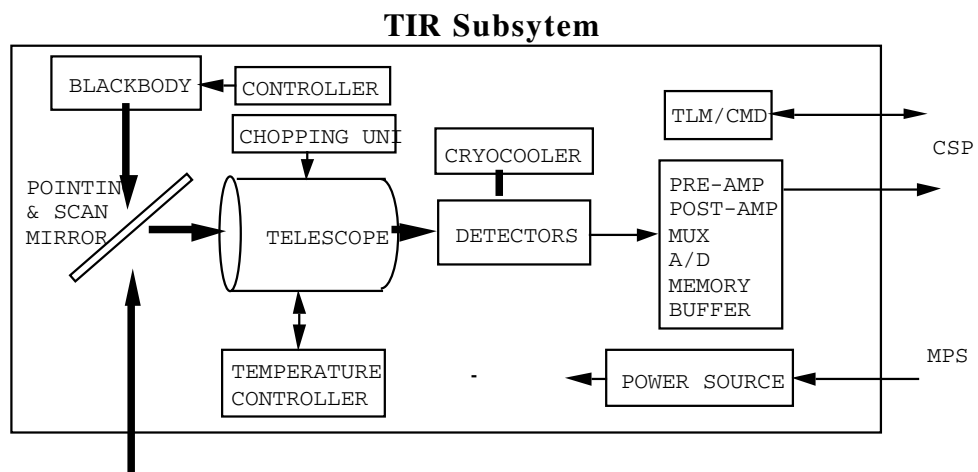 TIR Subsytem
BLACKBODY
CONTROLLER
CHOPPING UNI
CRYOCOOLER
TLM/CMD
CSP
POINTIN
& SCAN
MIRROR
TELESCOPE
DETECTORS
PRE-AMP
POST-AMP
MUX
A/D
MEMORY
BUFFER
TEMPERATURE
CONTROLLER
-
POWER SOURCE
MPS